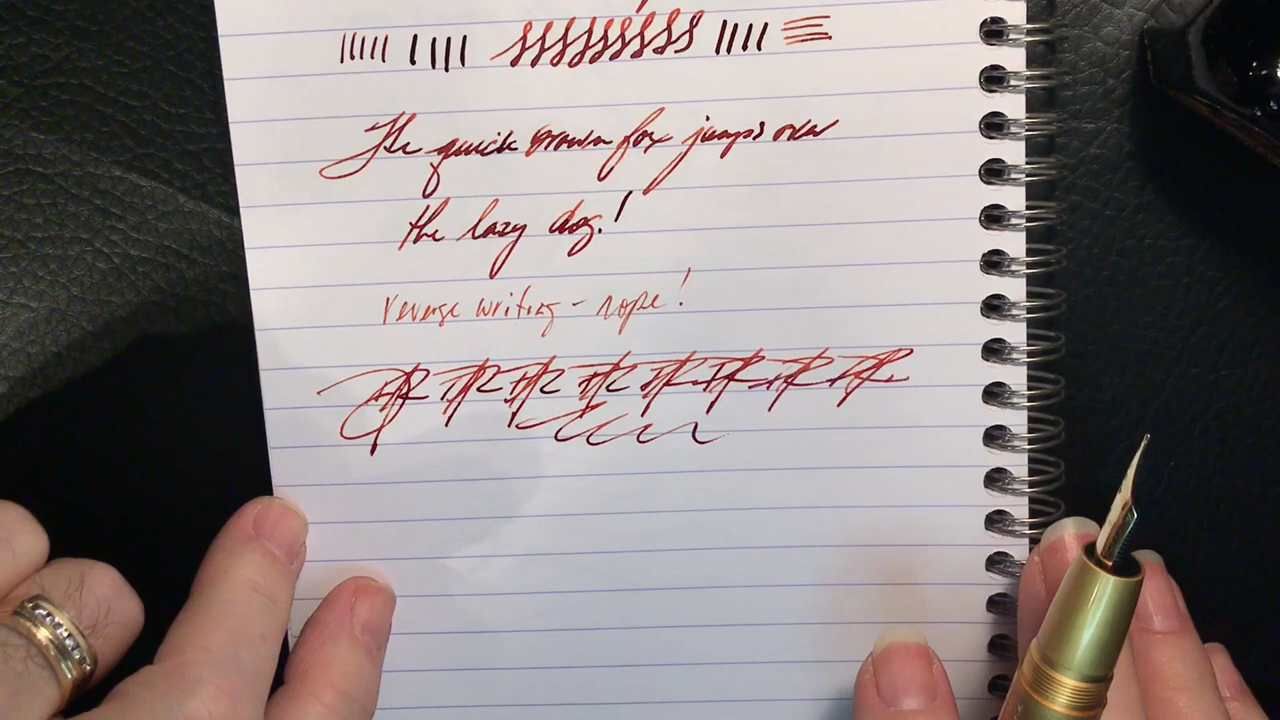 The quick brown fox jumps over
the lazy dog!
reverse writing - nope!